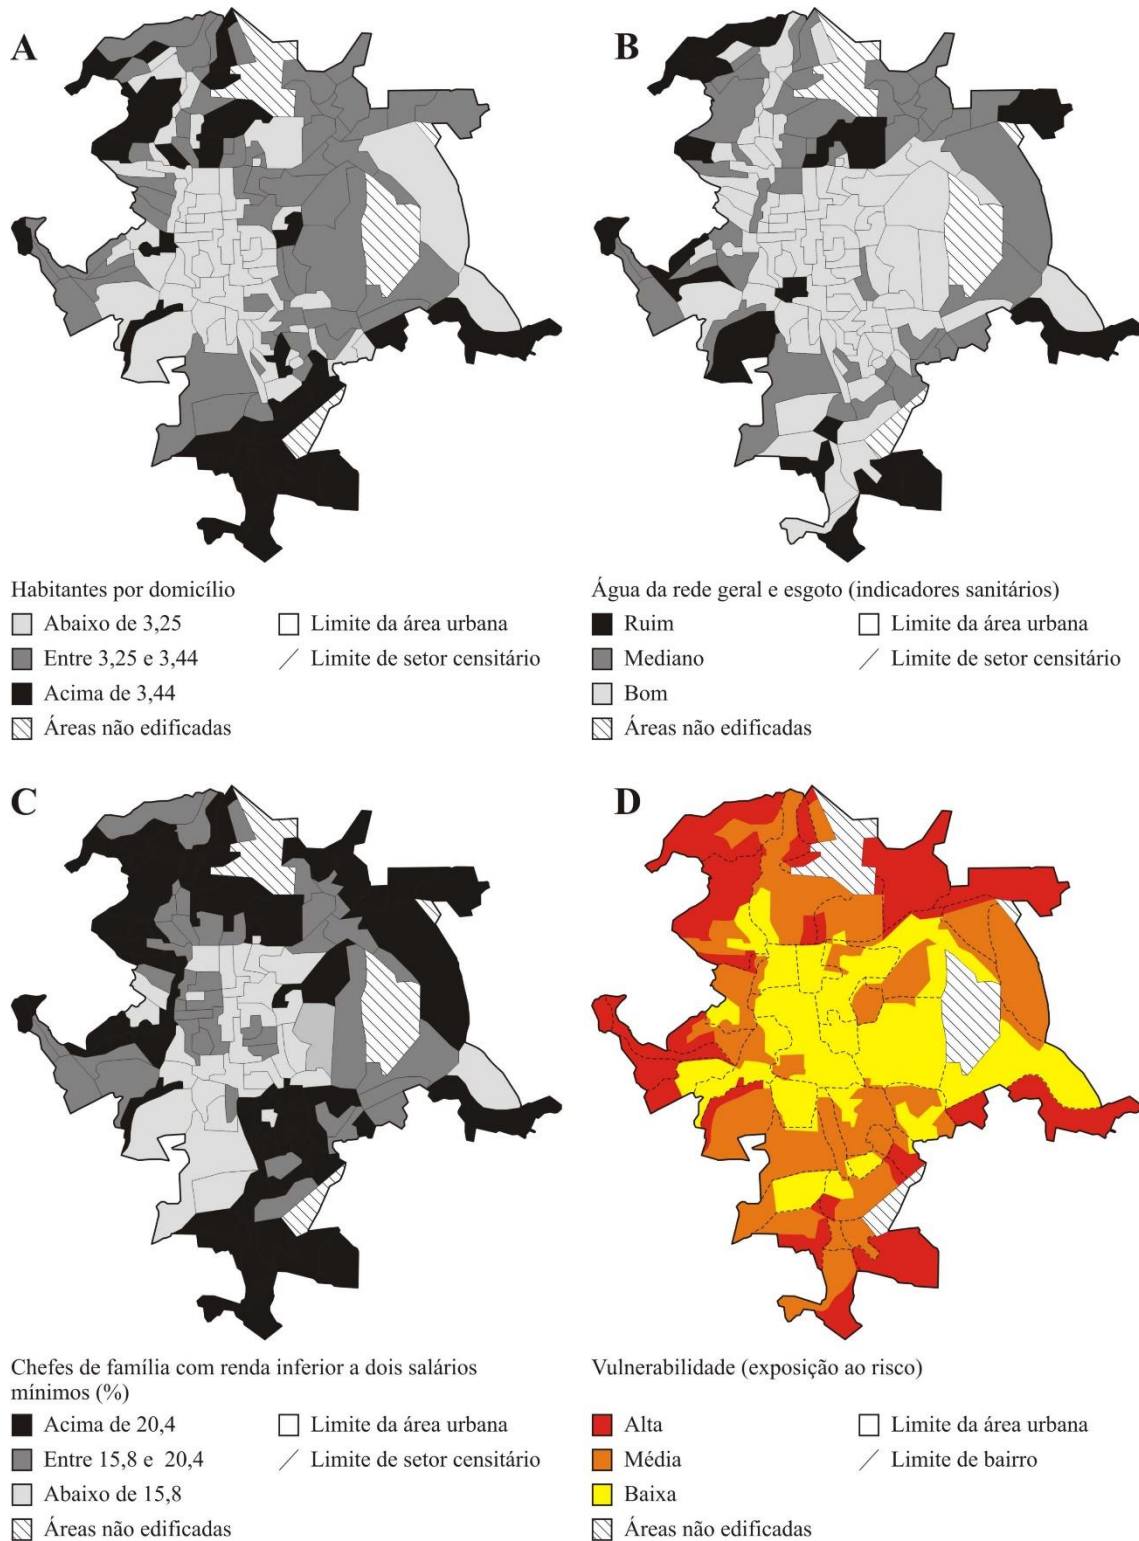 A
B
Habitantes por domicílio
Abaixo de 3,25
Limite da área urbana
Entre 3,25 e 3,44
Limite de setor censitário
Acima de 3,44
Áreas não edificadas
Água da rede geral e esgoto (indicadores sanitários)
Ruim
Limite da área urbana
Mediano
Limite de setor censitário
Bom
Áreas não edificadas
C
D
Chefes de família com renda inferior a dois salários
mínimos (%)
Acima de 20,4
Limite da área urbana
Entre 15,8 e 20,4
Limite de setor censitário
Abaixo de 15,8
Áreas não edificadas
Vulnerabilidade (exposição ao risco)
Alta
Limite da área urbana
Média
Limite de bairro
Baixa
Áreas não edificadas